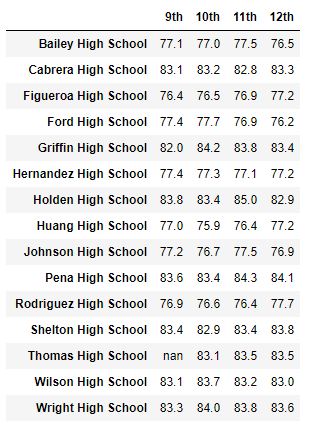 9th 10th 11th 12th
Bailey High School 77.1 77.0 77.5 76.5
Cabrera High School 83.1 83.2 82.8 83.3
Figueroa High School 76.4 76.5 76.9 77.2
Ford High School 77.4 77.7 76.9 76.2
Griffin High School 82.0 84.2 83.8 83.4
Hernandez High School 77.4 77.3 77.1 77.2
Holden High School 83.8 83.4 85.0 82.9
Huang High School 77.0 75.9 76.4 77.2
Johnson High School 77.2 76.7 77.5 76.9
Pena High School 83.6 83.4 84.3 84.1
Rodriguez High School 76.9 76.6 76.4 77.7
Shelton High School 83.4 82.9 83.4 83.8
Thomas High School nan 83.1 83.5 83.5
Wilson High School 83.1 83.7 83.2 83.0
Wright High School 83.3 84.0 83.8 83.6